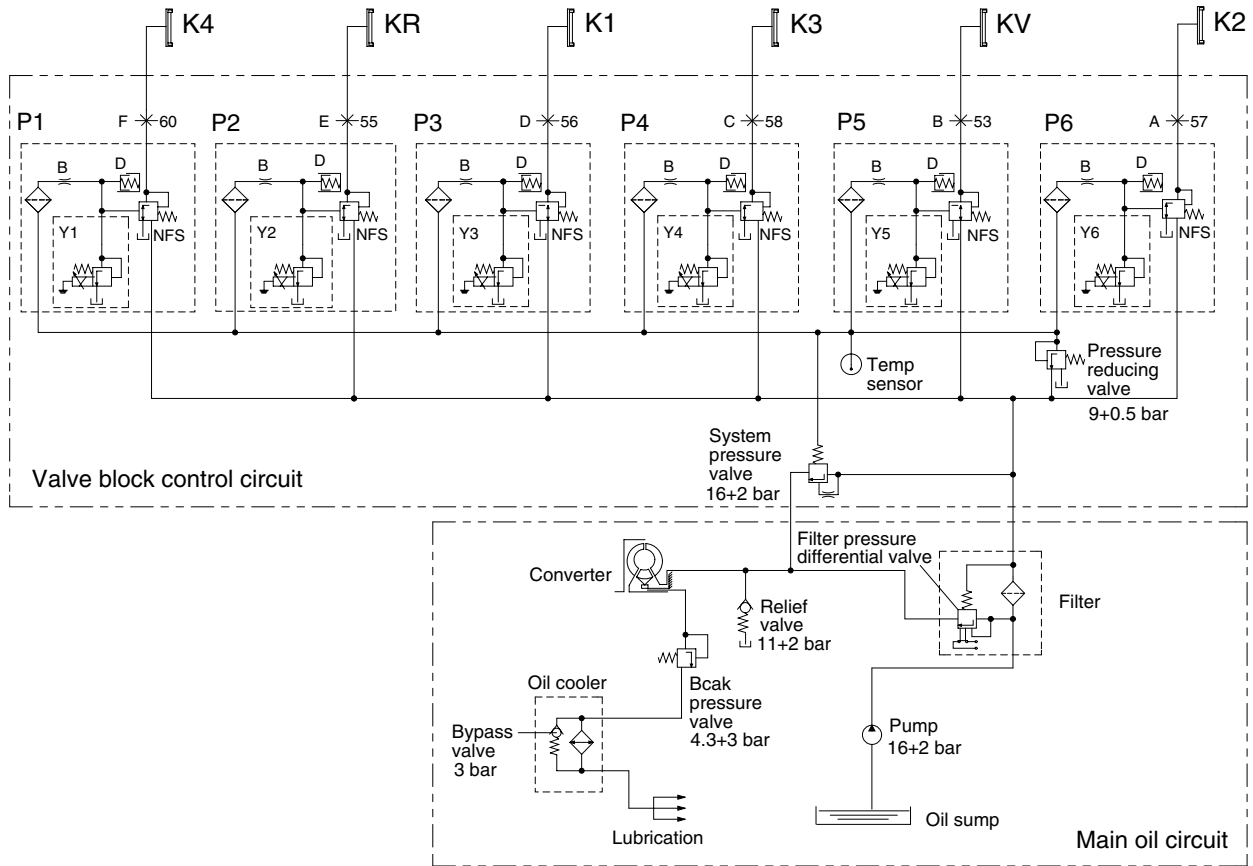 K4
KR
K1
K3
KV
K2
P1
F
60
P2
E
55
P3
D
56
P4
C
58
P5
B
53
P6
A
57
B
D
B
D
B
D
B
D
B
D
B
D
Y1
NFS
Y2
NFS
Y3
NFS
Y4
NFS
Y5
NFS
Y6
NFS
Temp
sensor
Pressure
reducing
valve
9+0.5 bar
System
pressure
valve
16+2 bar
Valve block control circuit
Filter pressure
differential valve
Converter
Relief
valve
11+2 bar
Filter
Oil cooler
Bcak
pressure
valve
4.3+3 bar
Bypass
valve
3 bar
Pump
16+2 bar
Lubrication
Oil sump
Main oil circuit